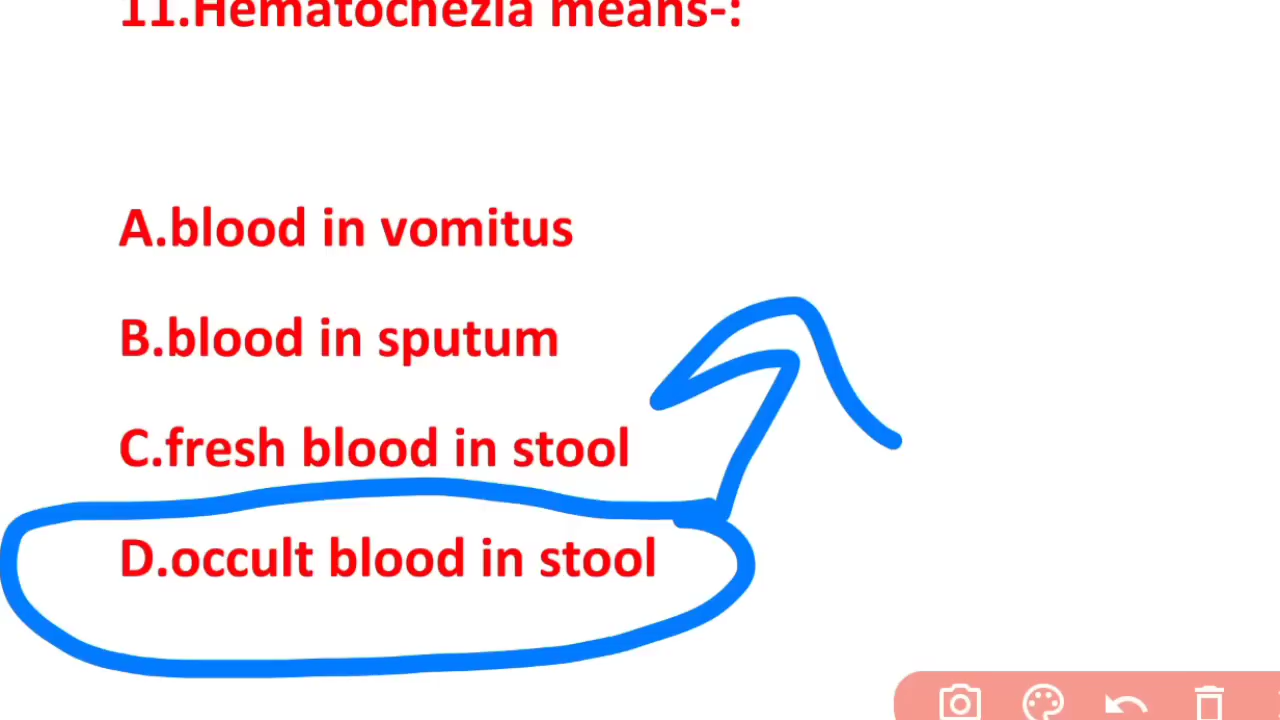 11.Hematochezia means-:
A.blood in vomitus
B.blood in sputum
C.fresh blood in stool
D.occult blood in stool